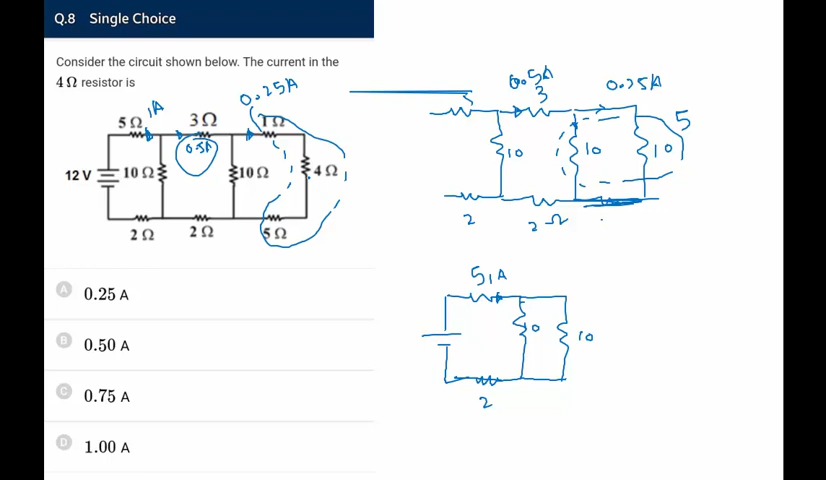 Q.8 Single Choice
Consider the circuit shown below. The current in the
4 Ω resistor is
0.25A
1A
5 Ω
3 Ω
1Ω
0.5A
12 V
10 Ω
10 Ω
4 Ω
2 Ω
2 Ω
5 Ω
A 0.25 A
B 0.50 A
C 0.75 A
D 1.00 A
0.5A
0.25A
3
5
10
10
10
2
2Ω
5
1A
10
10
2